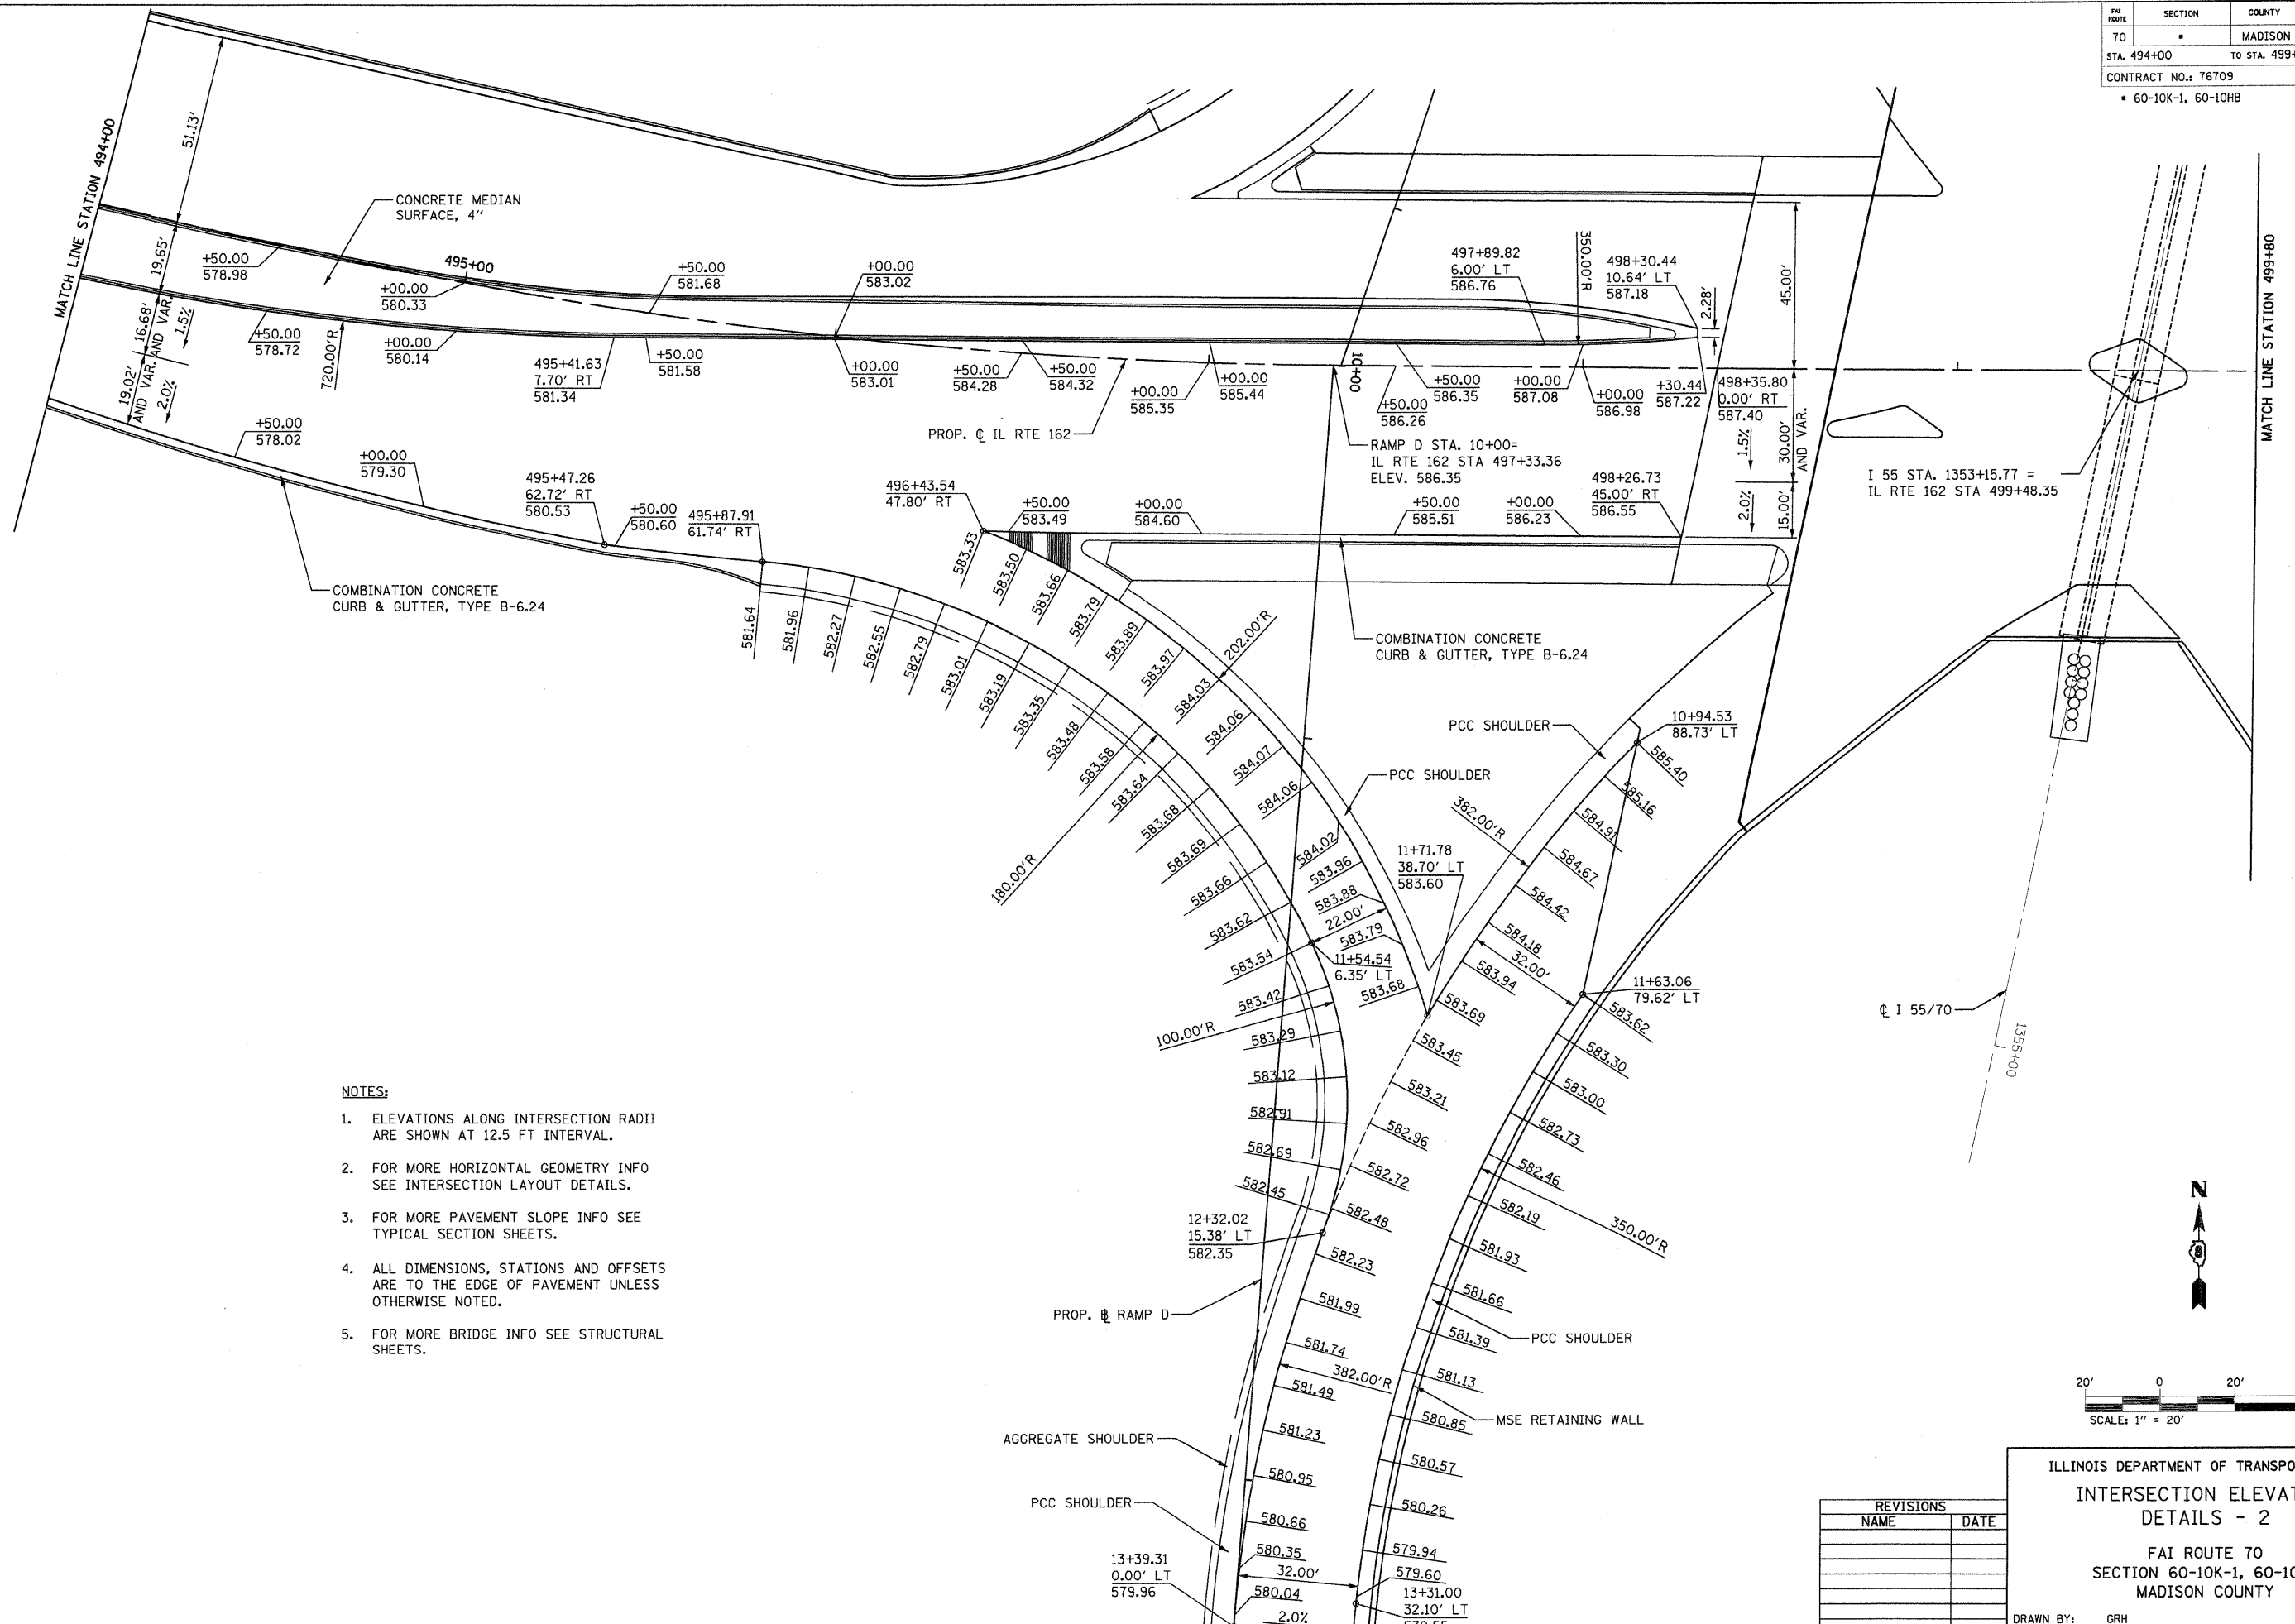 FAI
ROUTE
SECTION
COUNTY
70
*
MADISON
STA. 494+00
TO STA. 499+
CONTRACT NO.: 76709
* 60-10K-1, 60-10HB
MATCH LINE STATION 494+00
51.13'
CONCRETE MEDIAN
SURFACE, 4"
19.65'
+50.00
578.98
495+00
+00.00
580.33
+50.00
581.68
+00.00
583.02
497+89.82
6.00' LT
586.76
350.00'R
498+30.44
10.64' LT
587.18
2.28'
45.00'
MATCH LINE STATION 499+80
16.68'
AND VAR.
1.5%
19.02'
AND VAR.
2.0%
+50.00
578.72
720.00'R
+00.00
580.14
495+41.63
7.70' RT
581.34
+50.00
581.58
+00.00
583.01
+50.00
584.28
+50.00
584.32
+00.00
585.35
+00.00
585.44
10+00
+50.00
586.26
+50.00
586.35
+00.00
587.08
+00.00
586.98
+30.44
587.22
498+35.80
0.00' RT
587.40
1.5%
30.00'
AND VAR.
2.0%
15.00'
PROP. ℄ IL RTE 162
RAMP D STA. 10+00=
IL RTE 162 STA 497+33.36
ELEV. 586.35
I 55 STA. 1353+15.77 =
IL RTE 162 STA 499+48.35
+50.00
578.02
+00.00
579.30
495+47.26
62.72' RT
580.53
+50.00
580.60
495+87.91
61.74' RT
496+43.54
47.80' RT
+50.00
583.49
+00.00
584.60
+50.00
585.51
+00.00
586.23
498+26.73
45.00' RT
586.55
COMBINATION CONCRETE
CURB & GUTTER, TYPE B-6.24
COMBINATION CONCRETE
CURB & GUTTER, TYPE B-6.24
583.33
583.50
583.66
583.79
583.89
583.97
584.03
584.06
584.07
584.06
584.02
583.96
583.88
583.79
583.68
202.00'R
581.64
581.96
582.27
582.55
582.79
583.01
583.19
583.35
583.48
583.58
583.64
583.68
583.69
583.66
583.62
583.54
583.42
583.29
583.12
582.91
582.69
582.45
180.00'R
100.00'R
22.00'
11+54.54
6.35' LT
PCC SHOULDER
PCC SHOULDER
10+94.53
88.73' LT
585.40
585.16
584.91
584.67
584.42
584.18
583.94
583.69
583.45
583.21
582.96
582.72
582.48
582.23
581.99
581.74
581.49
581.23
580.95
580.66
580.35
580.04
382.00'R
11+71.78
38.70' LT
583.60
32.00'
11+63.06
79.62' LT
583.62
583.30
583.00
582.73
582.46
582.19
581.93
581.66
581.39
581.13
580.85
580.57
580.26
579.94
579.60
350.00'R
℄ I 55/70
1355+00
12+32.02
15.38' LT
582.35
PROP. ⅊ RAMP D
382.00'R
PCC SHOULDER
MSE RETAINING WALL
AGGREGATE SHOULDER
PCC SHOULDER
13+39.31
0.00' LT
579.96
32.00'
2.0%
13+31.00
32.10' LT
NOTES:
1. ELEVATIONS ALONG INTERSECTION RADII
ARE SHOWN AT 12.5 FT INTERVAL.
2. FOR MORE HORIZONTAL GEOMETRY INFO
SEE INTERSECTION LAYOUT DETAILS.
3. FOR MORE PAVEMENT SLOPE INFO SEE
TYPICAL SECTION SHEETS.
4. ALL DIMENSIONS, STATIONS AND OFFSETS
ARE TO THE EDGE OF PAVEMENT UNLESS
OTHERWISE NOTED.
5. FOR MORE BRIDGE INFO SEE STRUCTURAL
SHEETS.
N
20' 0 20'
SCALE: 1" = 20'
REVISIONS
NAME DATE
ILLINOIS DEPARTMENT OF TRANSPO
INTERSECTION ELEVAT
DETAILS - 2
FAI ROUTE 70
SECTION 60-10K-1, 60-10
MADISON COUNTY
DRAWN BY: GRH